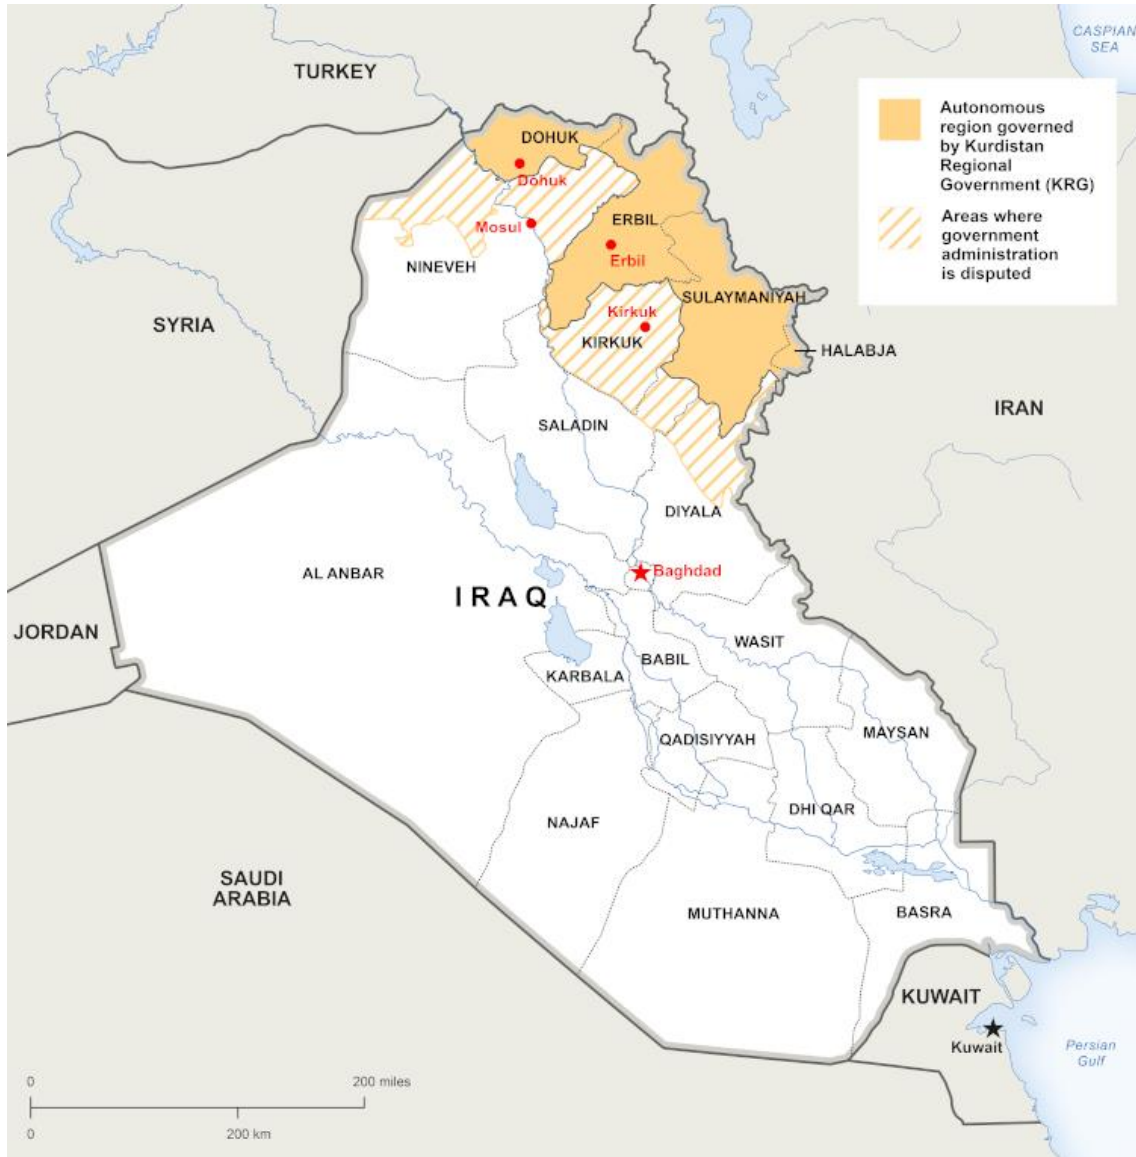 CASPIAN
SEA
TURKEY
Autonomous
region governed
by Kurdistan
Regional
Government (KRG)
Areas where
government
administration
is disputed
DOHUK
Dohuk
Mosul
ERBIL
Erbil
NINEVEH
SULAYMANIYAH
Kirkuk
KIRKUK
SYRIA
HALABJA
IRAN
SALADIN
DIYALA
AL ANBAR
Baghdad
IRAQ
JORDAN
WASIT
BABIL
KARBALA
QADISIYYAH
MAYSAN
DHI QAR
NAJAF
SAUDI
ARABIA
MUTHANNA
BASRA
KUWAIT
Kuwait
Persian
Gulf
0
200 miles
0
200 km